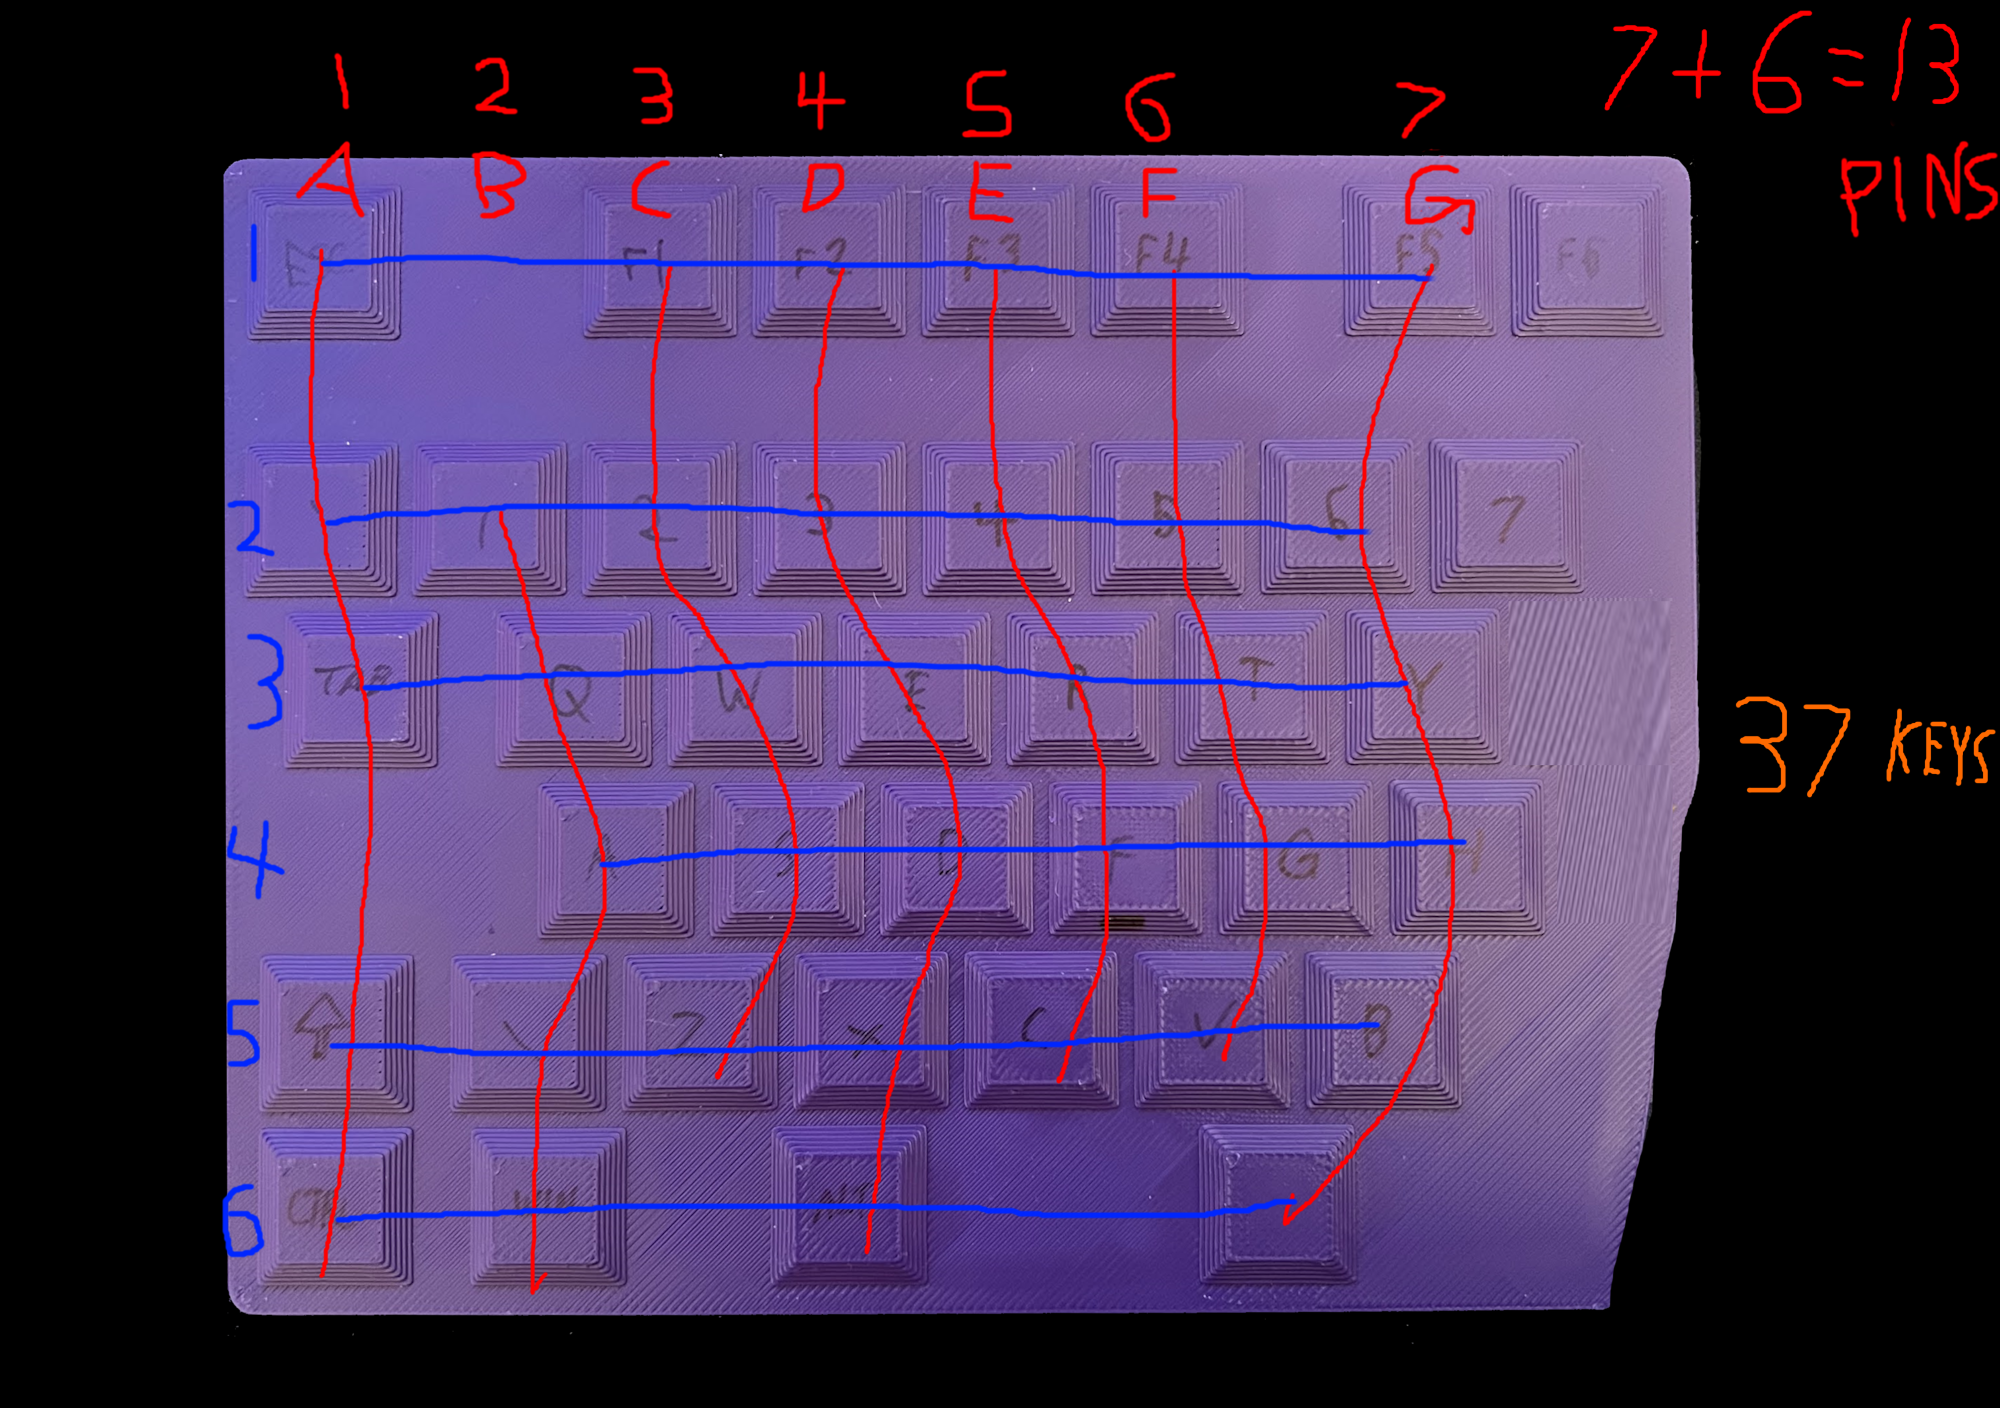 7+6=13
PINS
1 2 3 4 5 6 7
A B C D E F G
1 ESC F1 F2 F3 F4 F5 F6
2 1 2 3 4 5 6 7
3 TAB Q W E R T Y
37 KEYS
4 A S D F G H
5 \ Z X C V B
6 CTRL WIN ALT